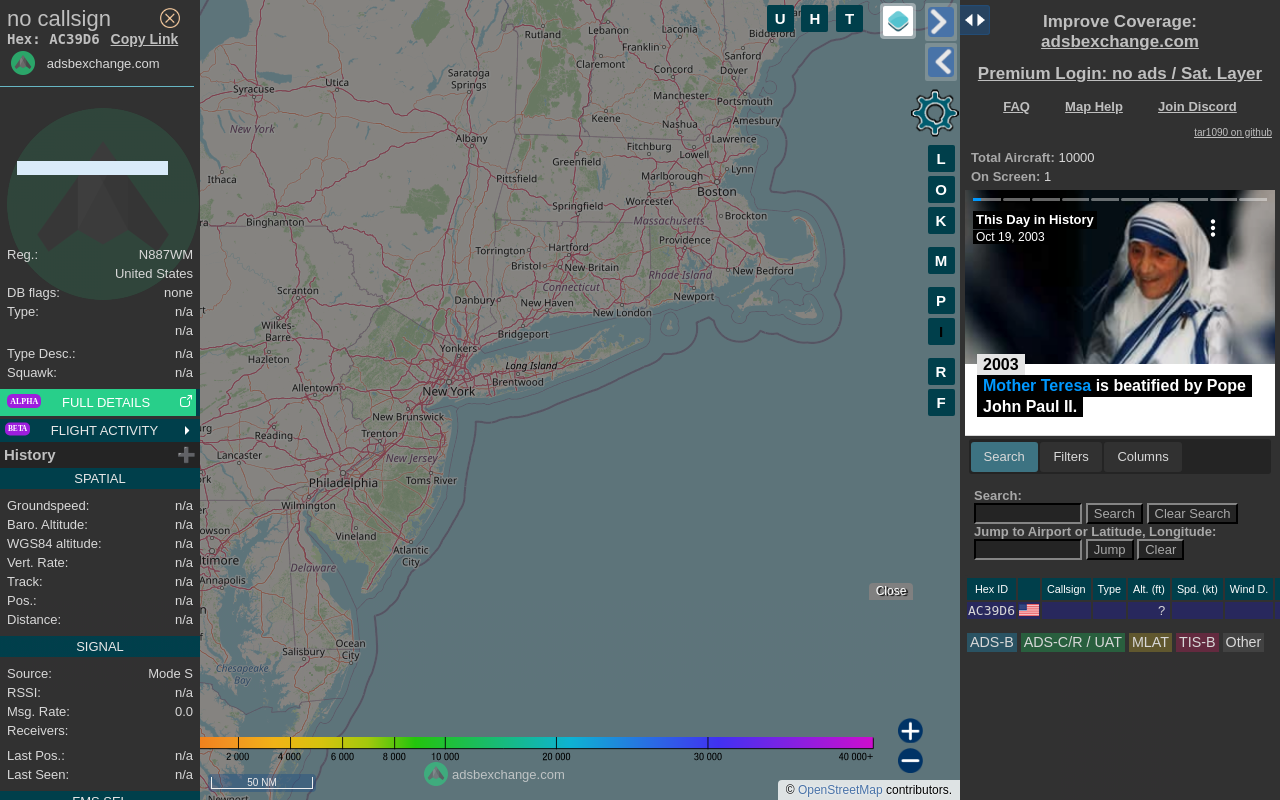 no callsign
Hex: AC39D6 Copy Link
adsbexchange.com
Reg.: N887WM
United States
DB flags: none
Type: n/a
n/a
Type Desc.: n/a
Squawk: n/a
ALPHA FULL DETAILS
BETA FLIGHT ACTIVITY
History
SPATIAL
Groundspeed: n/a
Baro. Altitude: n/a
WGS84 altitude: n/a
Vert. Rate: n/a
Track: n/a
Pos.: n/a
Distance: n/a
SIGNAL
Source: Mode S
RSSI: n/a
Msg. Rate: 0.0
Receivers:
Last Pos.: n/a
Last Seen: n/a
FMS SEL
U H T
L
O
K
M
P
I
R
F
Rutland
Lebanon
Laconia
Biddeford
Franklin
Sanford
Claremont
Concord
Dover
Saratoga
Springs
Utica
Syracuse
Manchester
Portsmouth
Keene
Nashua
Amesbury
New York
Albany
Fitchburg
Lawrence
Lowell
Greenfield
Lynn
Ithaca
Pittsfield
Marlborough
Boston
Worcester
Springfield
Massachusetts
Brockton
Binghamton
Providence
Torrington
Hartford
Bristol
New Britain
Rhode Island
New Bedford
Connecticut
Scranton
Danbury
New Haven
Newport
New London
Wilkes-
Barre
Bridgeport
Yonkers
Hazleton
Long Island
Brentwood
Allentown
New York
New Brunswick
Reading
Trenton
Lancaster
New Jersey
Philadelphia
Toms River
Wilmington
Vineland
Atlantic
City
Delaware
Annapolis
Ocean
City
Salisbury
Chesapeake
Bay
Newport
Close
2 000 4 000 6 000 8 000 10 000 20 000 30 000 40 000+
50 NM
adsbexchange.com
© OpenStreetMap contributors.
Improve Coverage:
adsbexchange.com
Premium Login: no ads / Sat. Layer
FAQ Map Help Join Discord
tar1090 on github
Total Aircraft: 10000
On Screen: 1
This Day in History
Oct 19, 2003
2003
Mother Teresa is beatified by Pope
John Paul II.
Search Filters Columns
Search:
Search Clear Search
Jump to Airport or Latitude, Longitude:
Jump Clear
Hex ID Callsign Type Alt. (ft) Spd. (kt) Wind D.
AC39D6 ?
ADS-B ADS-C/R / UAT MLAT TIS-B Other